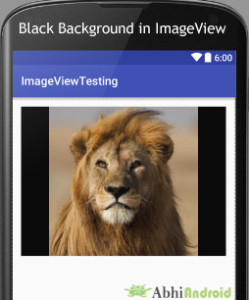 Black Background in ImageView
6:00
ImageViewTesting
AbhiAndroid